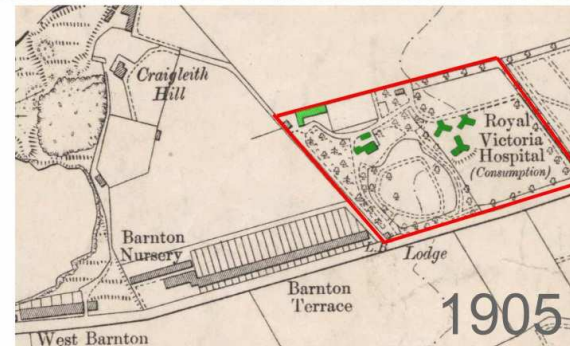 Craigleith
Hill
Royal
Victoria
Hospital
(Consumption)
Barnton
Nursery
L.B.
Lodge
Barnton
Terrace
1905
West Barnton